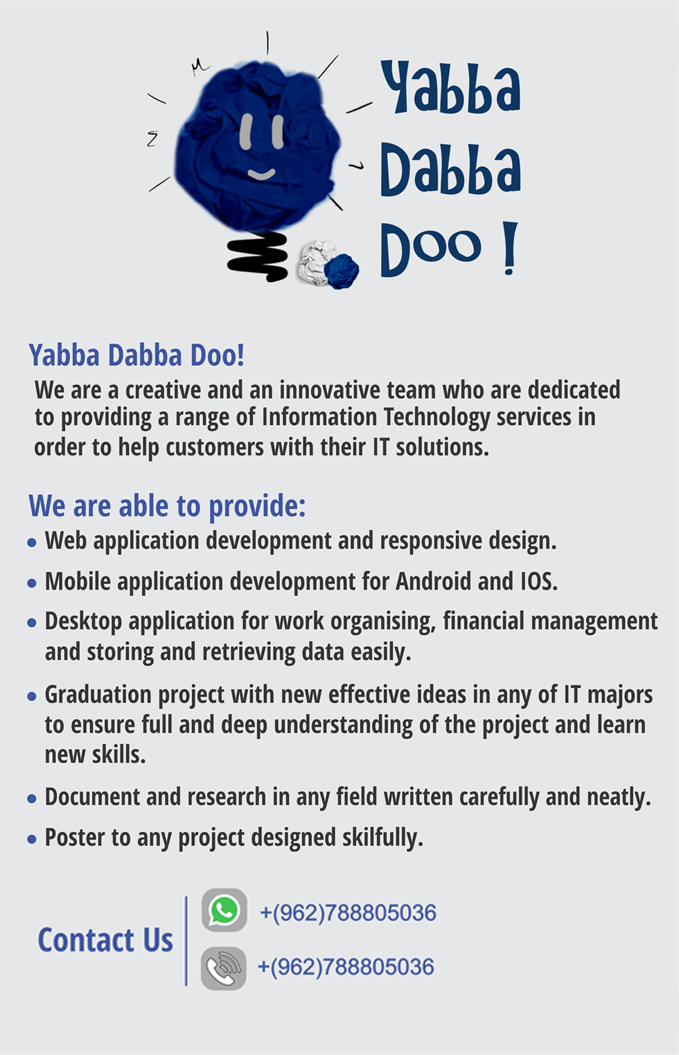 Yabba
Dabba
Doo !
Yabba Dabba Doo!
We are a creative and an innovative team who are dedicated
to providing a range of Information Technology services in
order to help customers with their IT solutions.
We are able to provide:
• Web application development and responsive design.
• Mobile application development for Android and IOS.
• Desktop application for work organising, financial management
and storing and retrieving data easily.
• Graduation project with new effective ideas in any of IT majors
to ensure full and deep understanding of the project and learn
new skills.
• Document and research in any field written carefully and neatly.
• Poster to any project designed skilfully.
Contact Us
+(962)788805036
+(962)788805036